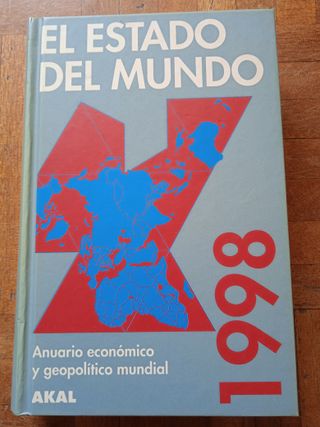 EL ESTADO
DEL MUNDO
1998
Anuario económico
y geopolítico mundial
AKAL